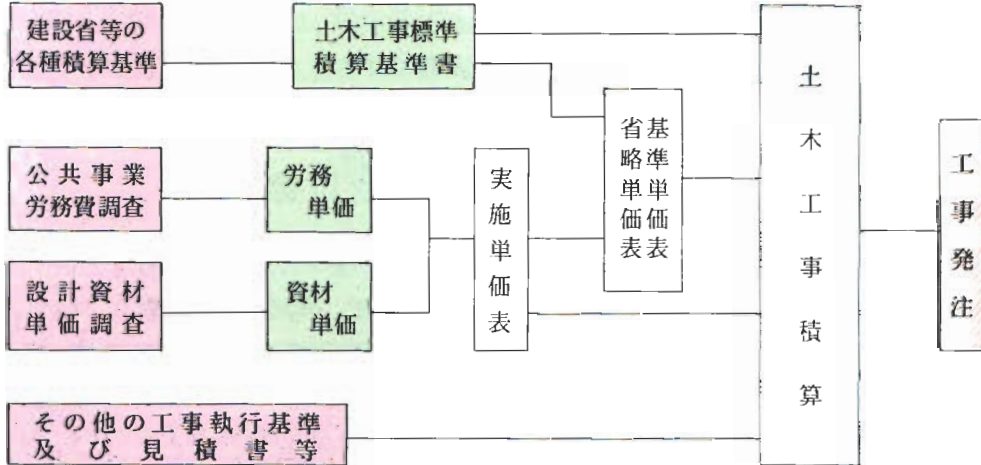 建設省等の
各種積算基準
土木工事標準
積算基準書
公共事業
労務費調査
労務
単価
設計資材
単価調査
資材
単価
実施単価表
基準単価表
省略単価表
その他の工事執行基準
及び見積書等
土木工事積算
工事発注